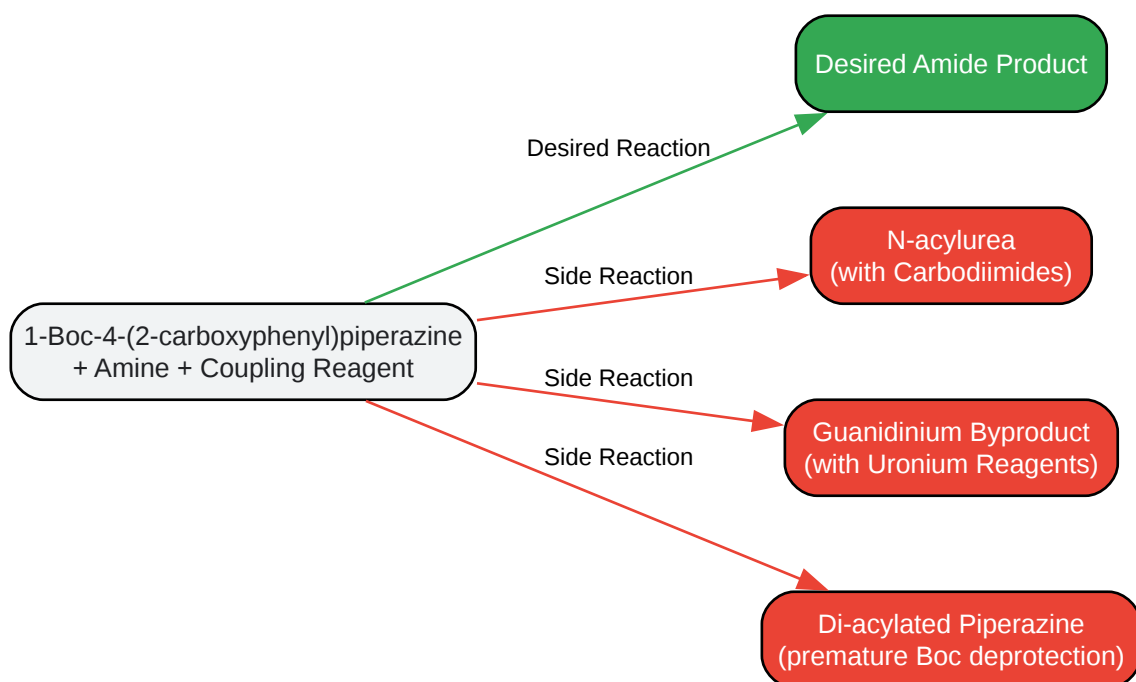 Desired Amide Product
Desired Reaction
N-acylurea
(with Carbodiimides)
Side Reaction
1-Boc-4-(2-carboxyphenyl)piperazine
+ Amine + Coupling Reagent
Side Reaction
Guanidinium Byproduct
(with Uronium Reagents)
Side Reaction
Di-acylated Piperazine
(premature Boc deprotection)